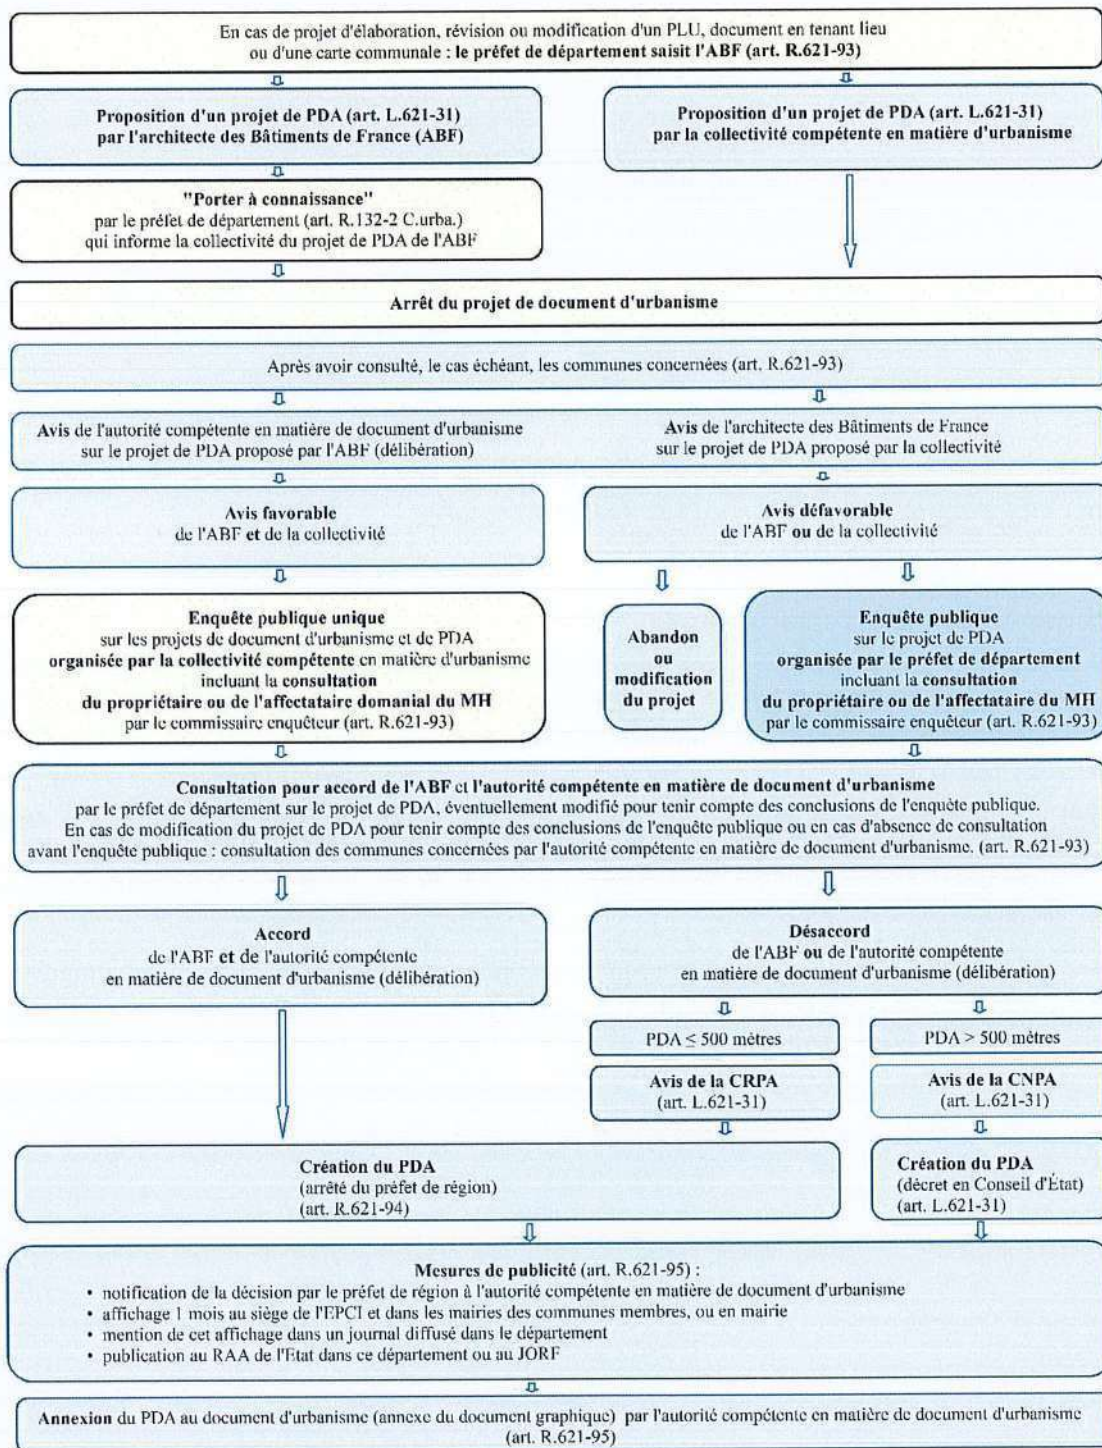 En cas de projet d'élaboration, révision ou modification d'un PLU, document en tenant lieu
ou d'une carte communale : le préfet de département saisit l'ABF (art. R.621-93)
Proposition d'un projet de PDA (art. L.621-31)
par l'architecte des Bâtiments de France (ABF)
Proposition d'un projet de PDA (art. L.621-31)
par la collectivité compétente en matière d'urbanisme
"Porter à connaissance"
par le préfet de département (art. R.132-2 C.urba.)
qui informe la collectivité du projet de PDA de l'ABF
Arrêt du projet de document d'urbanisme
Après avoir consulté, le cas échéant, les communes concernées (art. R.621-93)
Avis de l'autorité compétente en matière de document d'urbanisme
sur le projet de PDA proposé par l'ABF (délibération)
Avis de l'architecte des Bâtiments de France
sur le projet de PDA proposé par la collectivité
Avis favorable
de l'ABF et de la collectivité
Avis défavorable
de l'ABF ou de la collectivité
Enquête publique unique
sur les projets de document d'urbanisme et de PDA
organisée par la collectivité compétente en matière d'urbanisme
incluant la consultation
du propriétaire ou de l'affectataire domanial du MH
par le commissaire enquêteur (art. R.621-93)
Abandon
ou
modification
du projet
Enquête publique
sur le projet de PDA
organisée par le préfet de département
incluant la consultation
du propriétaire ou de l'affectataire du MH
par le commissaire enquêteur (art. R.621-93)
Consultation pour accord de l'ABF et l'autorité compétente en matière de document d'urbanisme
par le préfet de département sur le projet de PDA, éventuellement modifié pour tenir compte des conclusions de l'enquête publique.
En cas de modification du projet de PDA pour tenir compte des conclusions de l'enquête publique ou en cas d'absence de consultation
avant l'enquête publique : consultation des communes concernées par l'autorité compétente en matière de document d'urbanisme. (art. R.621-93)
Accord
de l'ABF et de l'autorité compétente
en matière de document d'urbanisme (délibération)
Désaccord
de l'ABF ou de l'autorité compétente
en matière de document d'urbanisme (délibération)
PDA ≤ 500 mètres
PDA > 500 mètres
Avis de la CRPA
(art. L.621-31)
Avis de la CNPA
(art. L.621-31)
Création du PDA
(arrêté du préfet de région)
(art. R.621-94)
Création du PDA
(décret en Conseil d'État)
(art. L.621-31)
Mesures de publicité (art. R.621-95) :
• notification de la décision par le préfet de région à l'autorité compétente en matière de document d'urbanisme
• affichage 1 mois au siège de l'EPCI et dans les mairies des communes membres, ou en mairie
• mention de cet affichage dans un journal diffusé dans le département
• publication au RAA de l'Etat dans ce département ou au JORF
Annexion du PDA au document d'urbanisme (annexe du document graphique) par l'autorité compétente en matière de document d'urbanisme
(art. R.621-95)